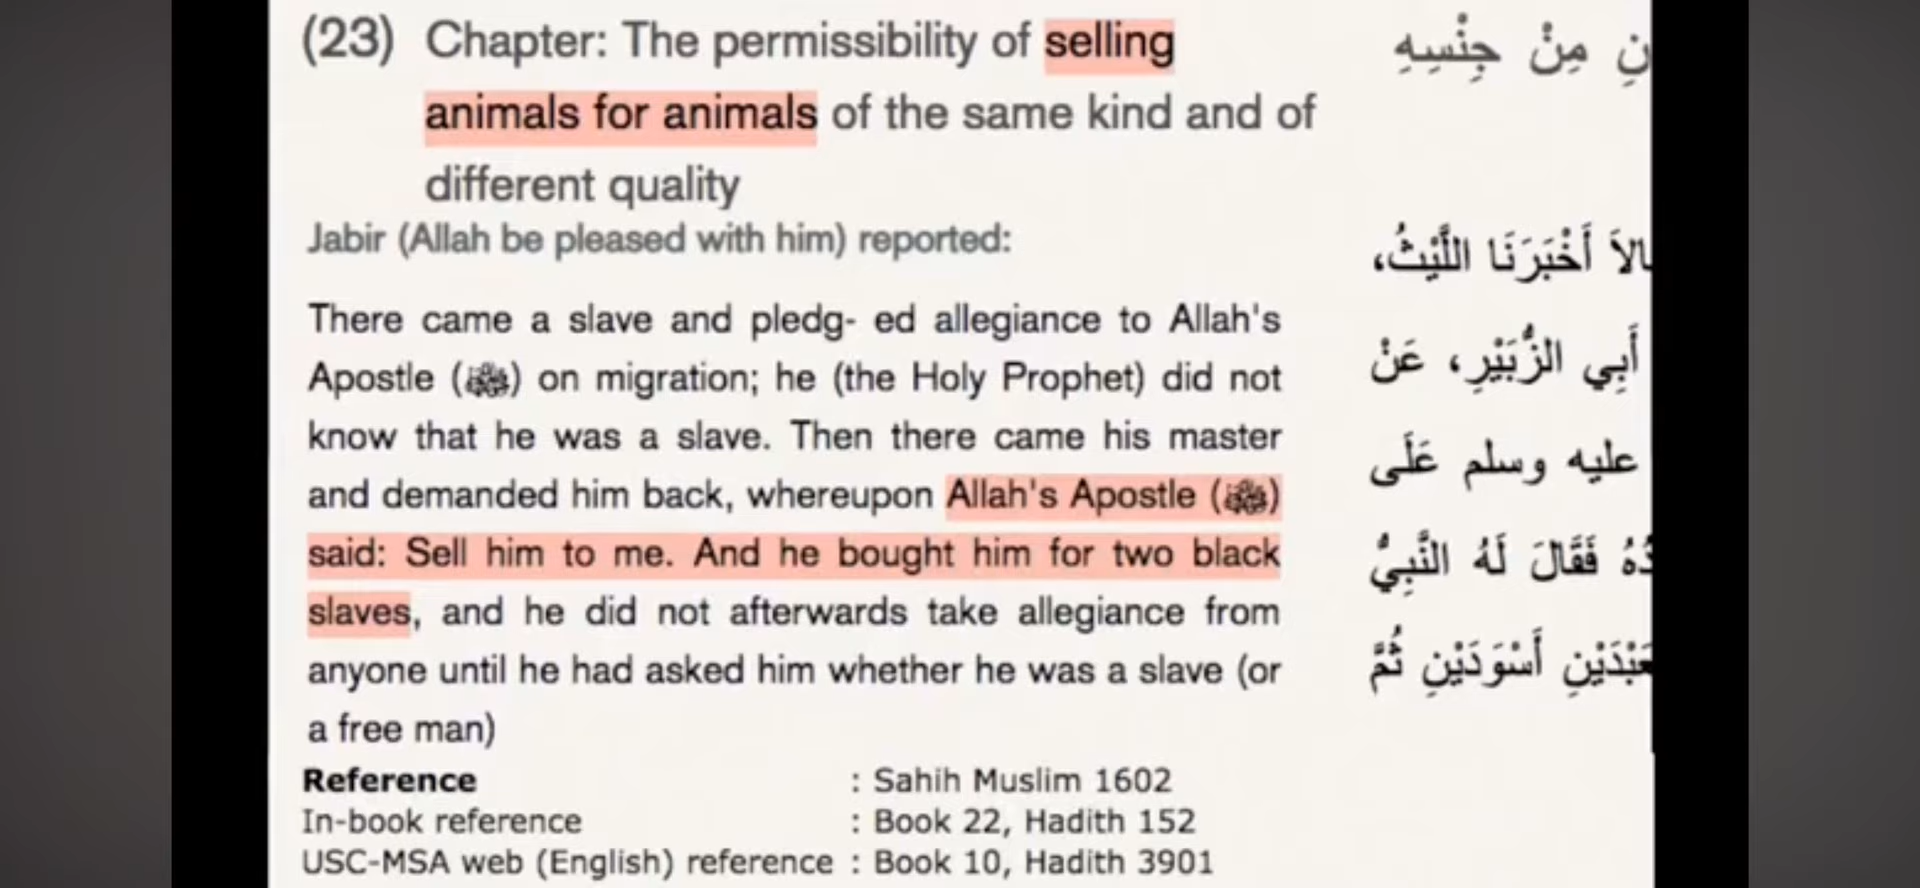 (23) Chapter: The permissibility of selling
animals for animals of the same kind and of
different quality
Jabir (Allah be pleased with him) reported:
There came a slave and pledg- ed allegiance to Allah's
Apostle (ﷺ) on migration; he (the Holy Prophet) did not
know that he was a slave. Then there came his master
and demanded him back, whereupon Allah's Apostle (ﷺ)
said: Sell him to me. And he bought him for two black
slaves, and he did not afterwards take allegiance from
anyone until he had asked him whether he was a slave (or
a free man)
Reference : Sahih Muslim 1602
In-book reference : Book 22, Hadith 152
USC-MSA web (English) reference : Book 10, Hadith 3901
مِنْ جِنْسِهِ
أَخْبَرَنَا اللَّيْثُ،
أَبِي الزُّبَيْرِ، عَنْ
عليه وسلم عَلَى
فَقَالَ لَهُ النَّبِيُّ
أَسْوَدَيْنِ ثُمَّ